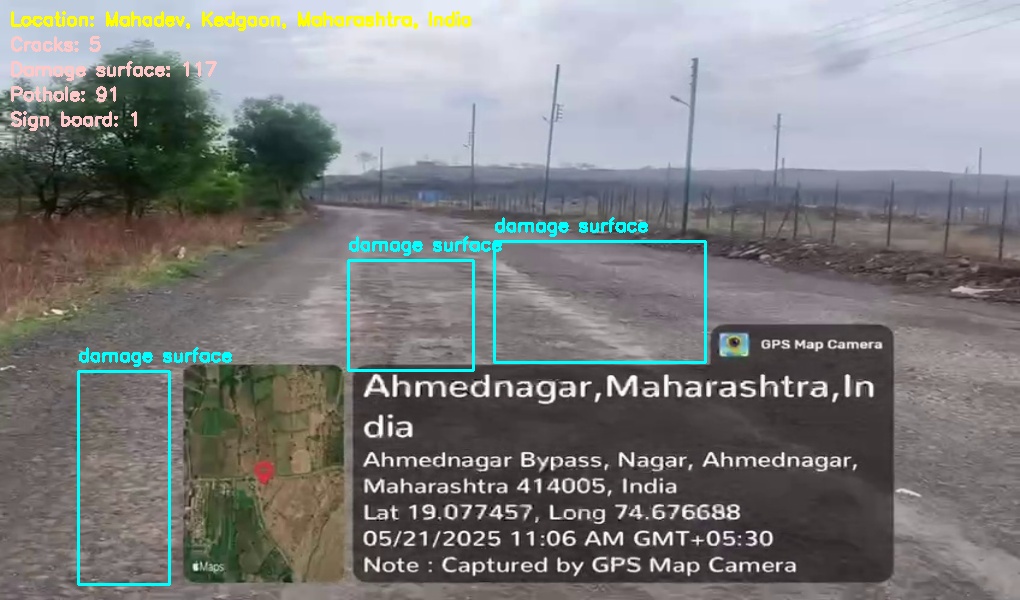 Location: Mahadev, Kedgaon, Maharashtra, India
Cracks: 5
Damage surface: 117
Pothole: 91
Sign board: 1
damage surface
damage surface
damage surface
GPS Map Camera
Ahmednagar,Maharashtra,In
dia
Ahmednagar Bypass, Nagar, Ahmednagar,
Maharashtra 414005, India
Lat 19.077457, Long 74.676688
05/21/2025 11:06 AM GMT+05:30
Note : Captured by GPS Map Camera
Maps